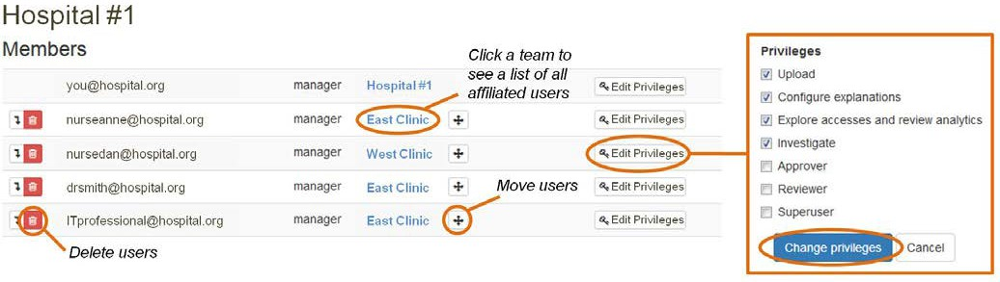 Hospital #1
Members
Click a team to
see a list of all
affiliated users
you@hospital.org manager Hospital #1 Edit Privileges
nurseanne@hospital.org manager East Clinic Edit Privileges
nursedan@hospital.org manager West Clinic Edit Privileges
drsmith@hospital.org manager East Clinic Edit Privileges
Move users
ITprofessional@hospital.org manager East Clinic Edit Privileges
Delete users
Privileges
Upload
Configure explanations
Explore accesses and review analytics
Investigate
Approver
Reviewer
Superuser
Change privileges Cancel